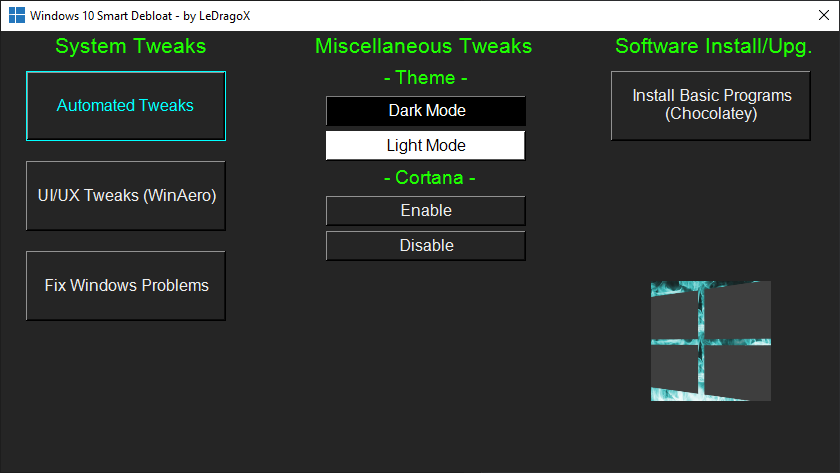 Windows 10 Smart Debloat - by LeDragoX
System Tweaks
Automated Tweaks
UI/UX Tweaks (WinAero)
Fix Windows Problems
Miscellaneous Tweaks
- Theme -
Dark Mode
Light Mode
- Cortana -
Enable
Disable
Software Install/Upg.
Install Basic Programs
(Chocolatey)